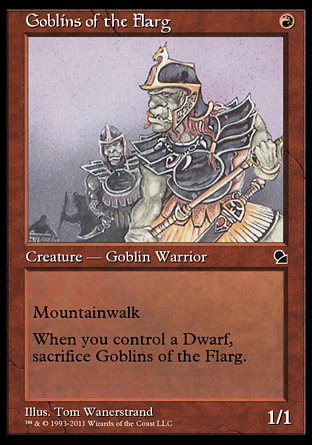 Goblins of the Flarg
Creature — Goblin Warrior
Mountainwalk
When you control a Dwarf,
sacrifice Goblins of the Flarg.
Illus. Tom Wanerstrand
™ & © 1993-2011 Wizards of the Coast LLC
1/1